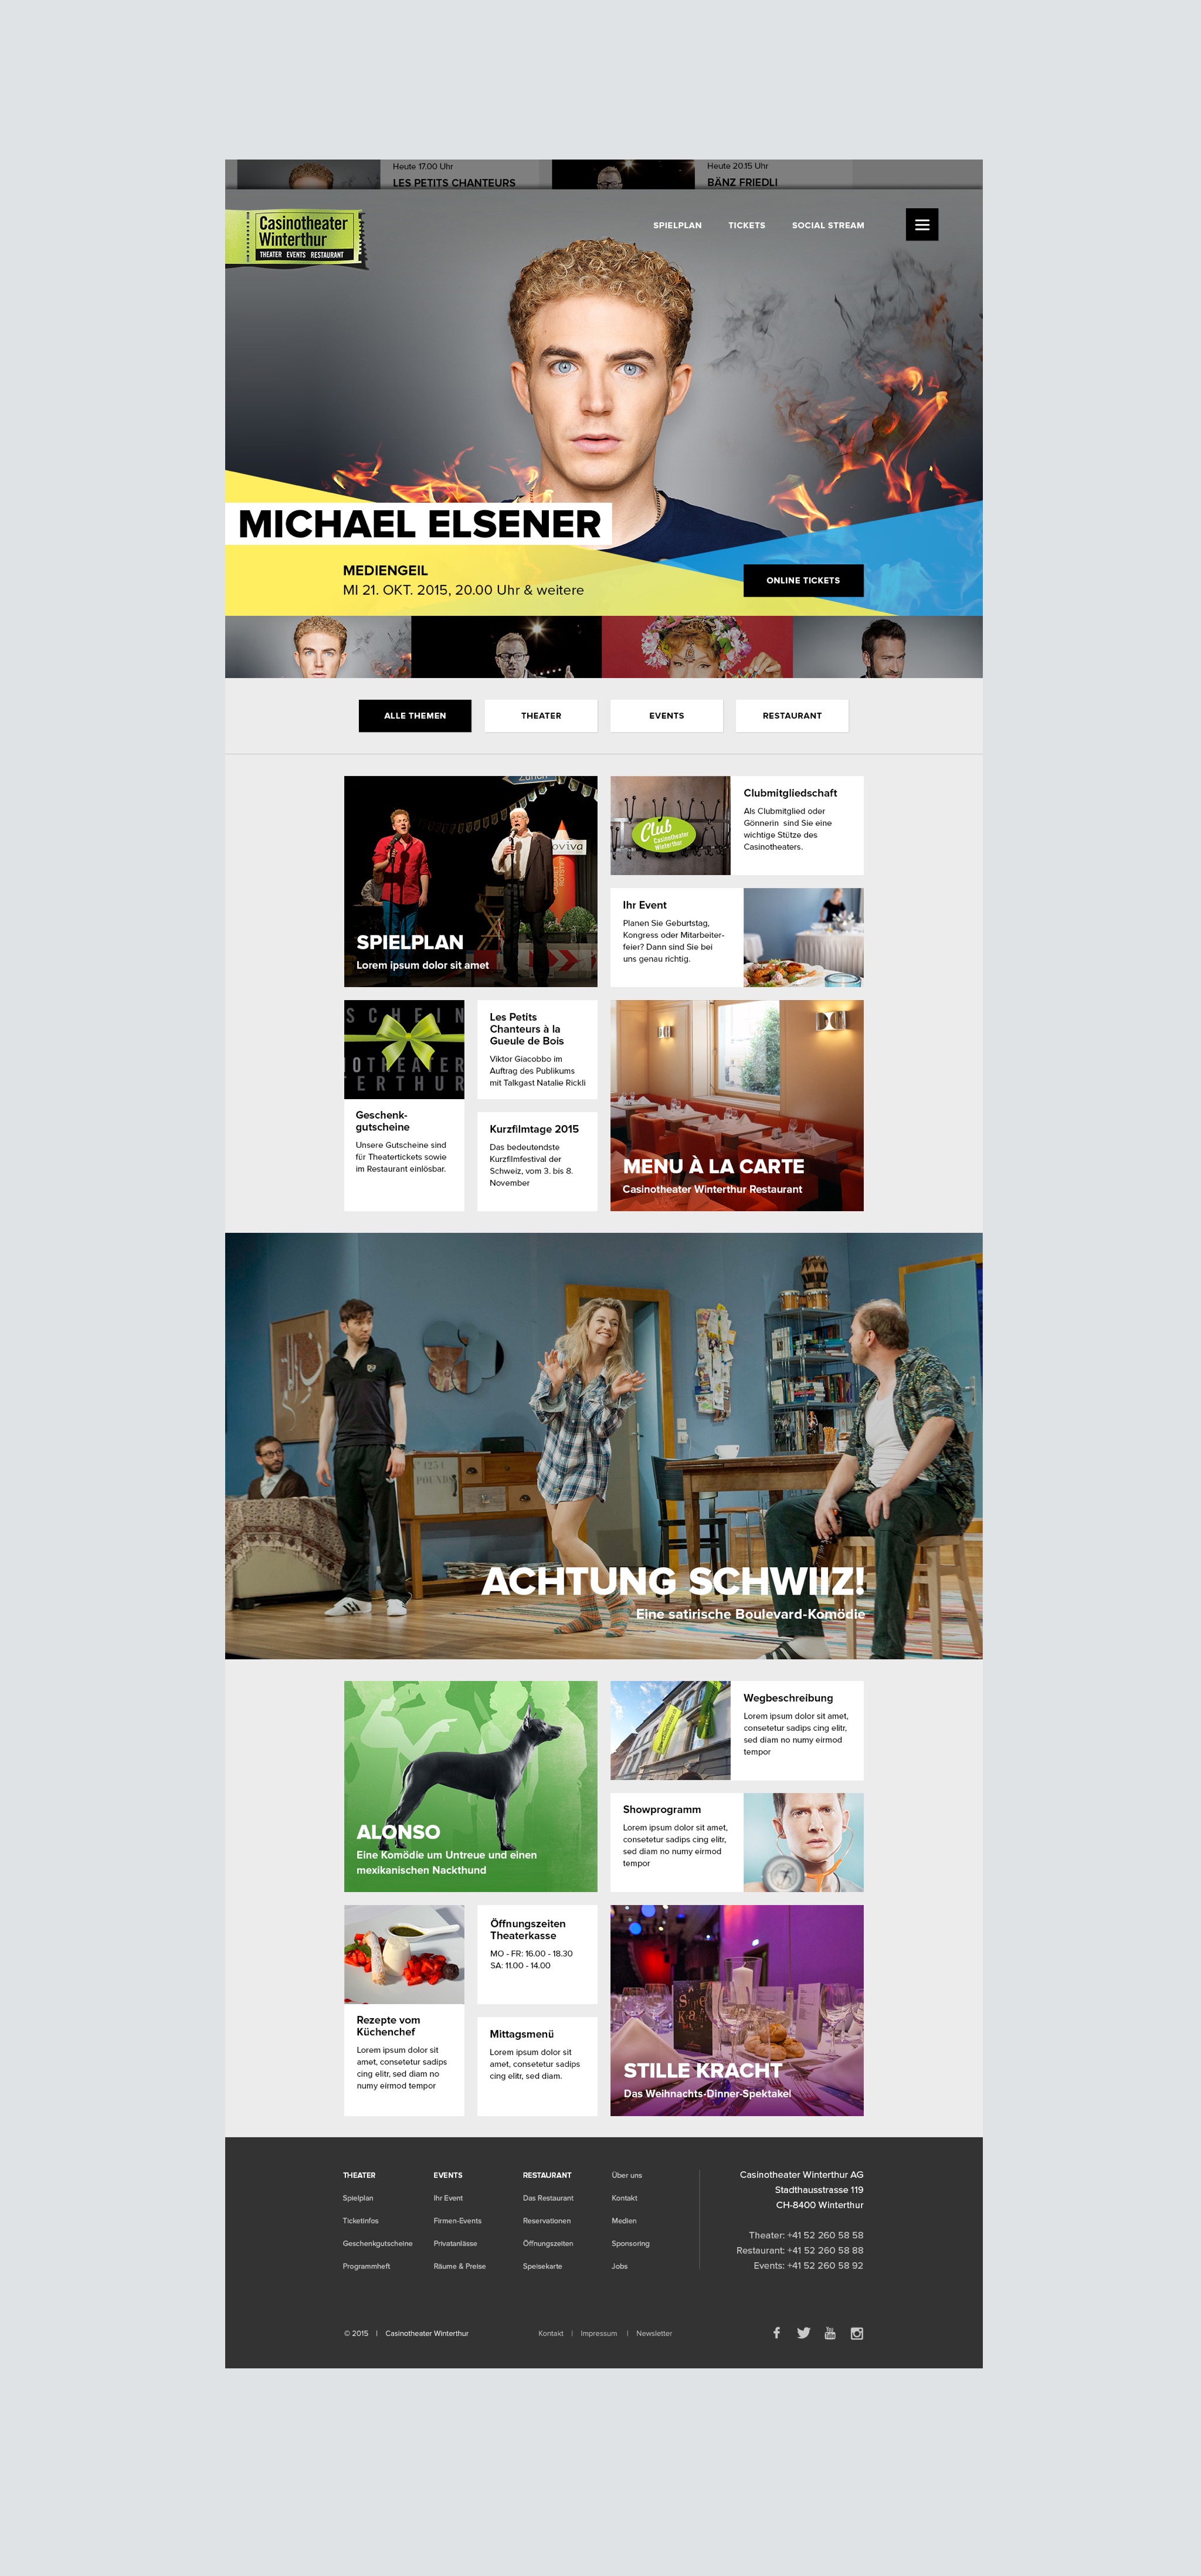 Heute 17.00 Uhr
LES PETITS CHANTEURS
Heute 20.15 Uhr
BÄNZ FRIEDLI
Casinotheater
Winterthur
THEATER EVENTS RESTAURANT
SPIELPLAN
TICKETS
SOCIAL STREAM
MICHAEL ELSENER
MEDIENGEIL
MI 21. OKT. 2015, 20.00 Uhr & weitere
ONLINE TICKETS
ALLE THEMEN
THEATER
EVENTS
RESTAURANT
Zürich
oviva
SPIELPLAN
Lorem ipsum dolor sit amet
Club
Casinotheater
Winterthur
Clubmitgliedschaft
Als Clubmitglied oder
Gönnerin sind Sie eine
wichtige Stütze des
Casinotheaters.
Ihr Event
Planen Sie Geburtstag,
Kongress oder Mitarbeiter-
feier? Dann sind Sie bei
uns genau richtig.
SCHEIN
OTHEATER
TERTHUR
Geschenk-
gutscheine
Unsere Gutscheine sind
für Theatertickets sowie
im Restaurant einlösbar.
Les Petits
Chanteurs à la
Gueule de Bois
Viktor Giacobbo im
Auftrag des Publikums
mit Talkgast Natalie Rickli
Kurzfilmtage 2015
Das bedeutendste
Kurzfilmfestival der
Schweiz, vom 3. bis 8.
November
MENU À LA CARTE
Casinotheater Winterthur Restaurant
1254
POUNDS
ACHTUNG SCHWIIZ!
Eine satirische Boulevard-Komödie
ALONSO
Eine Komödie um Untreue und einen
mexikanischen Nackthund
Wegbeschreibung
Lorem ipsum dolor sit amet,
consetetur sadips cing elitr,
sed diam no numy eirmod
tempor
Showprogramm
Lorem ipsum dolor sit amet,
consetetur sadips cing elitr,
sed diam no numy eirmod
tempor
Rezepte vom
Küchenchef
Lorem ipsum dolor sit
amet, consetetur sadips
cing elitr, sed diam no
numy eirmod tempor
Öffnungszeiten
Theaterkasse
MO - FR: 16.00 - 18.30
SA: 11.00 - 14.00
Mittagsmenü
Lorem ipsum dolor sit
amet, consetetur sadips
cing elitr, sed diam.
STILLE KRACHT
Das Weihnachts-Dinner-Spektakel
THEATER
Spielplan
Ticketinfos
Geschenkgutscheine
Programmheft
EVENTS
Ihr Event
Firmen-Events
Privatanlässe
Räume & Preise
RESTAURANT
Das Restaurant
Reservationen
Öffnungszeiten
Speisekarte
Über uns
Kontakt
Medien
Sponsoring
Jobs
Casinotheater Winterthur AG
Stadthausstrasse 119
CH-8400 Winterthur
Theater: +41 52 260 58 58
Restaurant: +41 52 260 58 88
Events: +41 52 260 58 92
© 2015 | Casinotheater Winterthur
Kontakt | Impressum | Newsletter